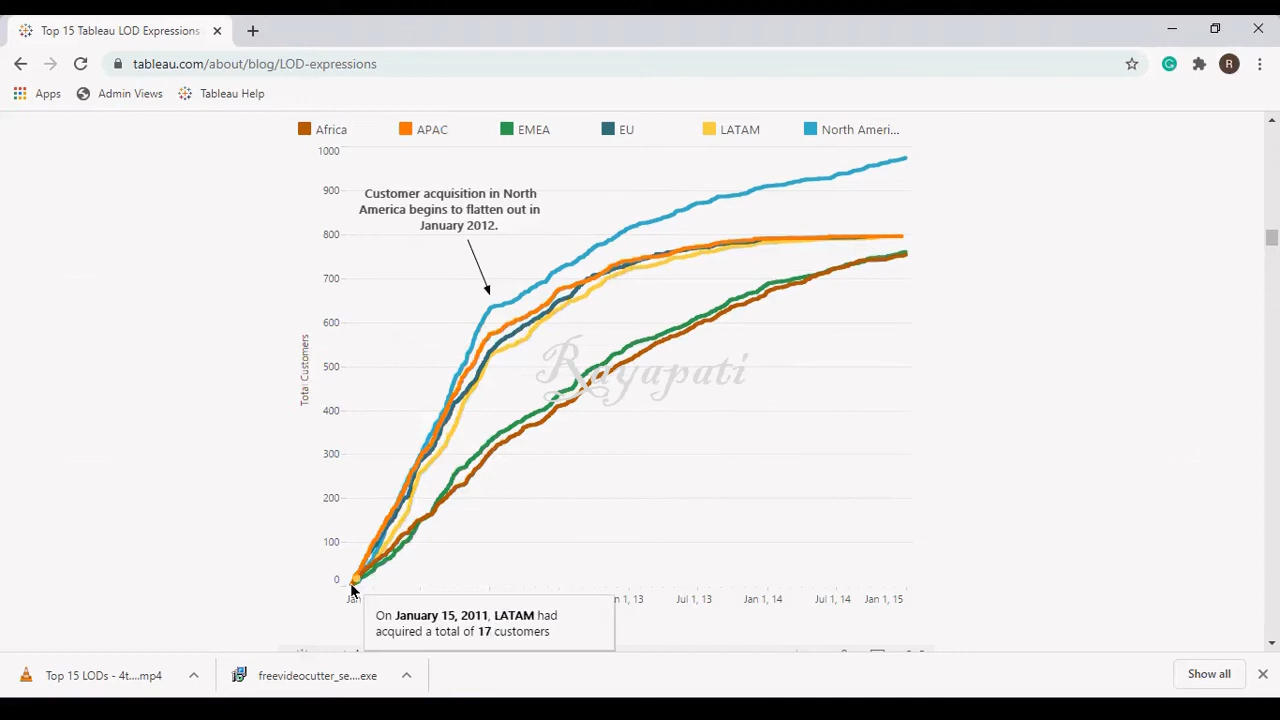 Top 15 Tableau LOD Expressions
tableau.com/about/blog/LOD-expressions
R
Apps Admin Views Tableau Help
Africa APAC EMEA EU LATAM North Ameri...
1000
900
800
700
600
500
400
300
200
100
0
Total Customers
Customer acquisition in North
America begins to flatten out in
January 2012.
Rayapati
Jan
n 1, 13 Jul 1, 13 Jan 1, 14 Jul 1, 14 Jan 1, 15
On January 15, 2011, LATAM had
acquired a total of 17 customers
Top 15 LODs - 4t....mp4
freevideocutter_se....exe
Show all